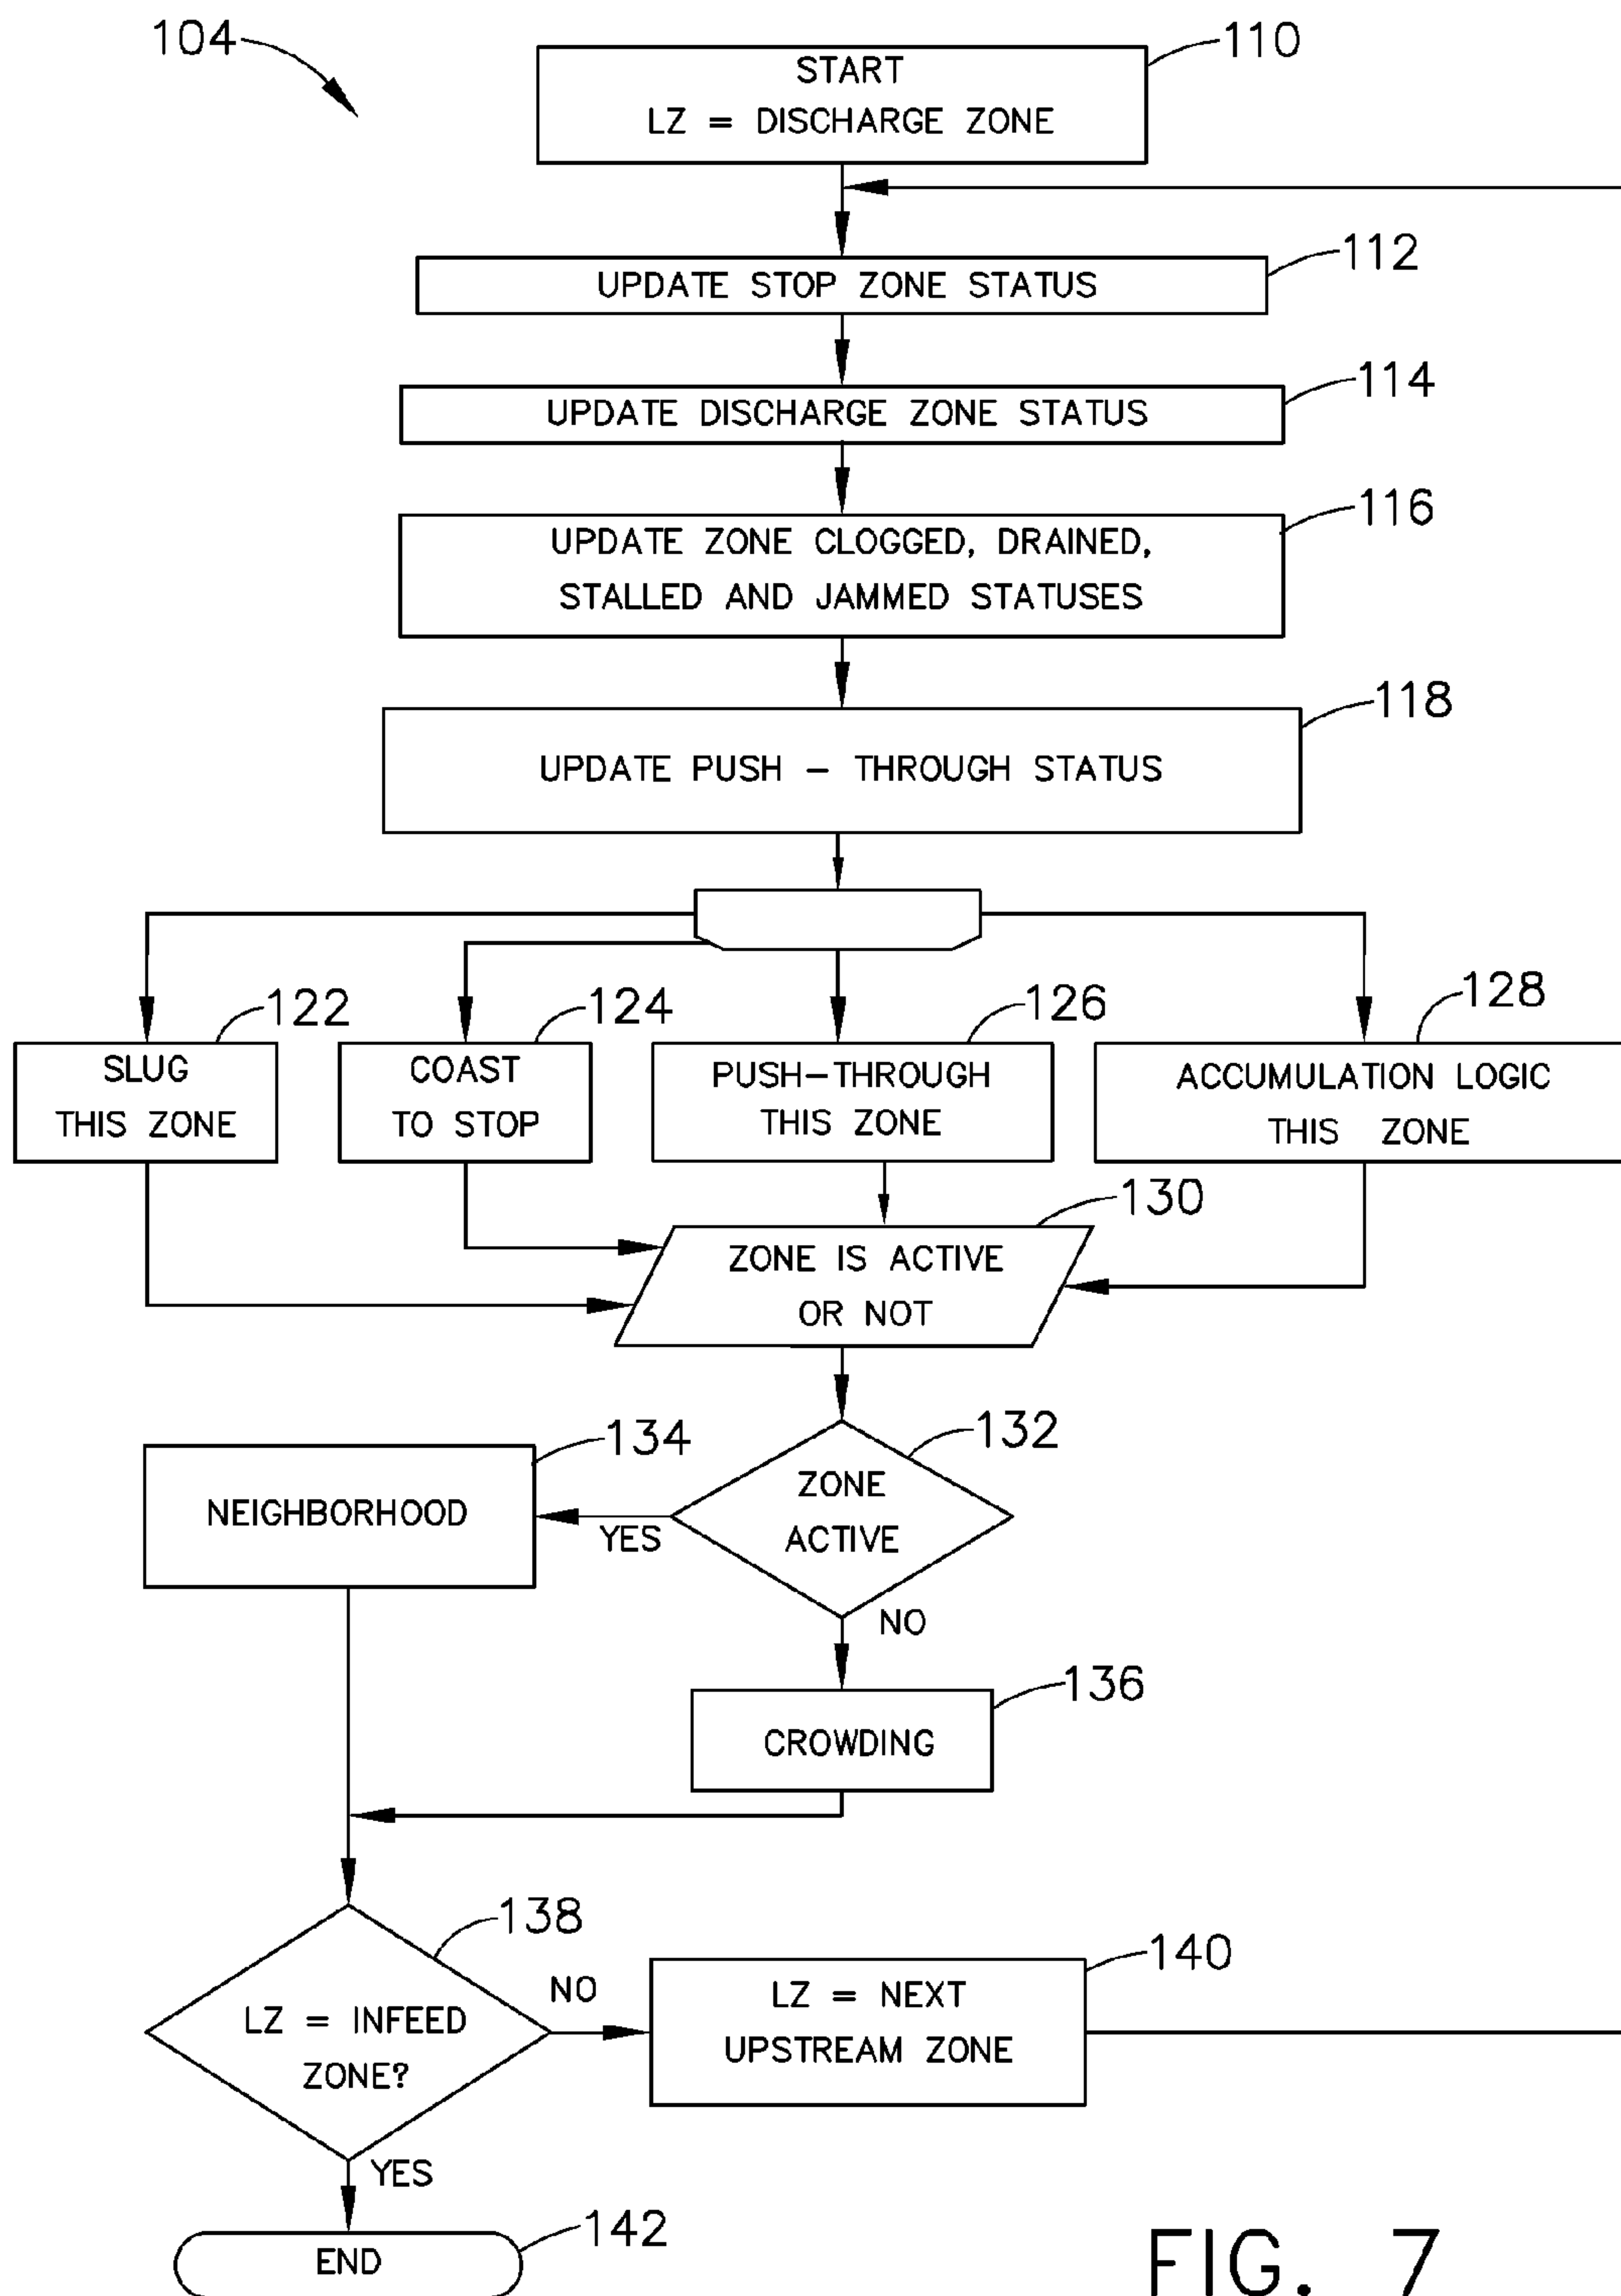 104
110
START
LZ = DISCHARGE ZONE
112
UPDATE STOP ZONE STATUS
114
UPDATE DISCHARGE ZONE STATUS
116
UPDATE ZONE CLOGGED, DRAINED,
STALLED AND JAMMED STATUSES
118
UPDATE PUSH - THROUGH STATUS
122
SLUG
THIS ZONE
124
COAST
TO STOP
126
PUSH-THROUGH
THIS ZONE
128
ACCUMULATION LOGIC
THIS ZONE
130
ZONE IS ACTIVE
OR NOT
132
ZONE
ACTIVE
YES
NO
134
NEIGHBORHOOD
136
CROWDING
138
LZ = INFEED
ZONE?
NO
YES
140
LZ = NEXT
UPSTREAM ZONE
142
END
FIG. 7